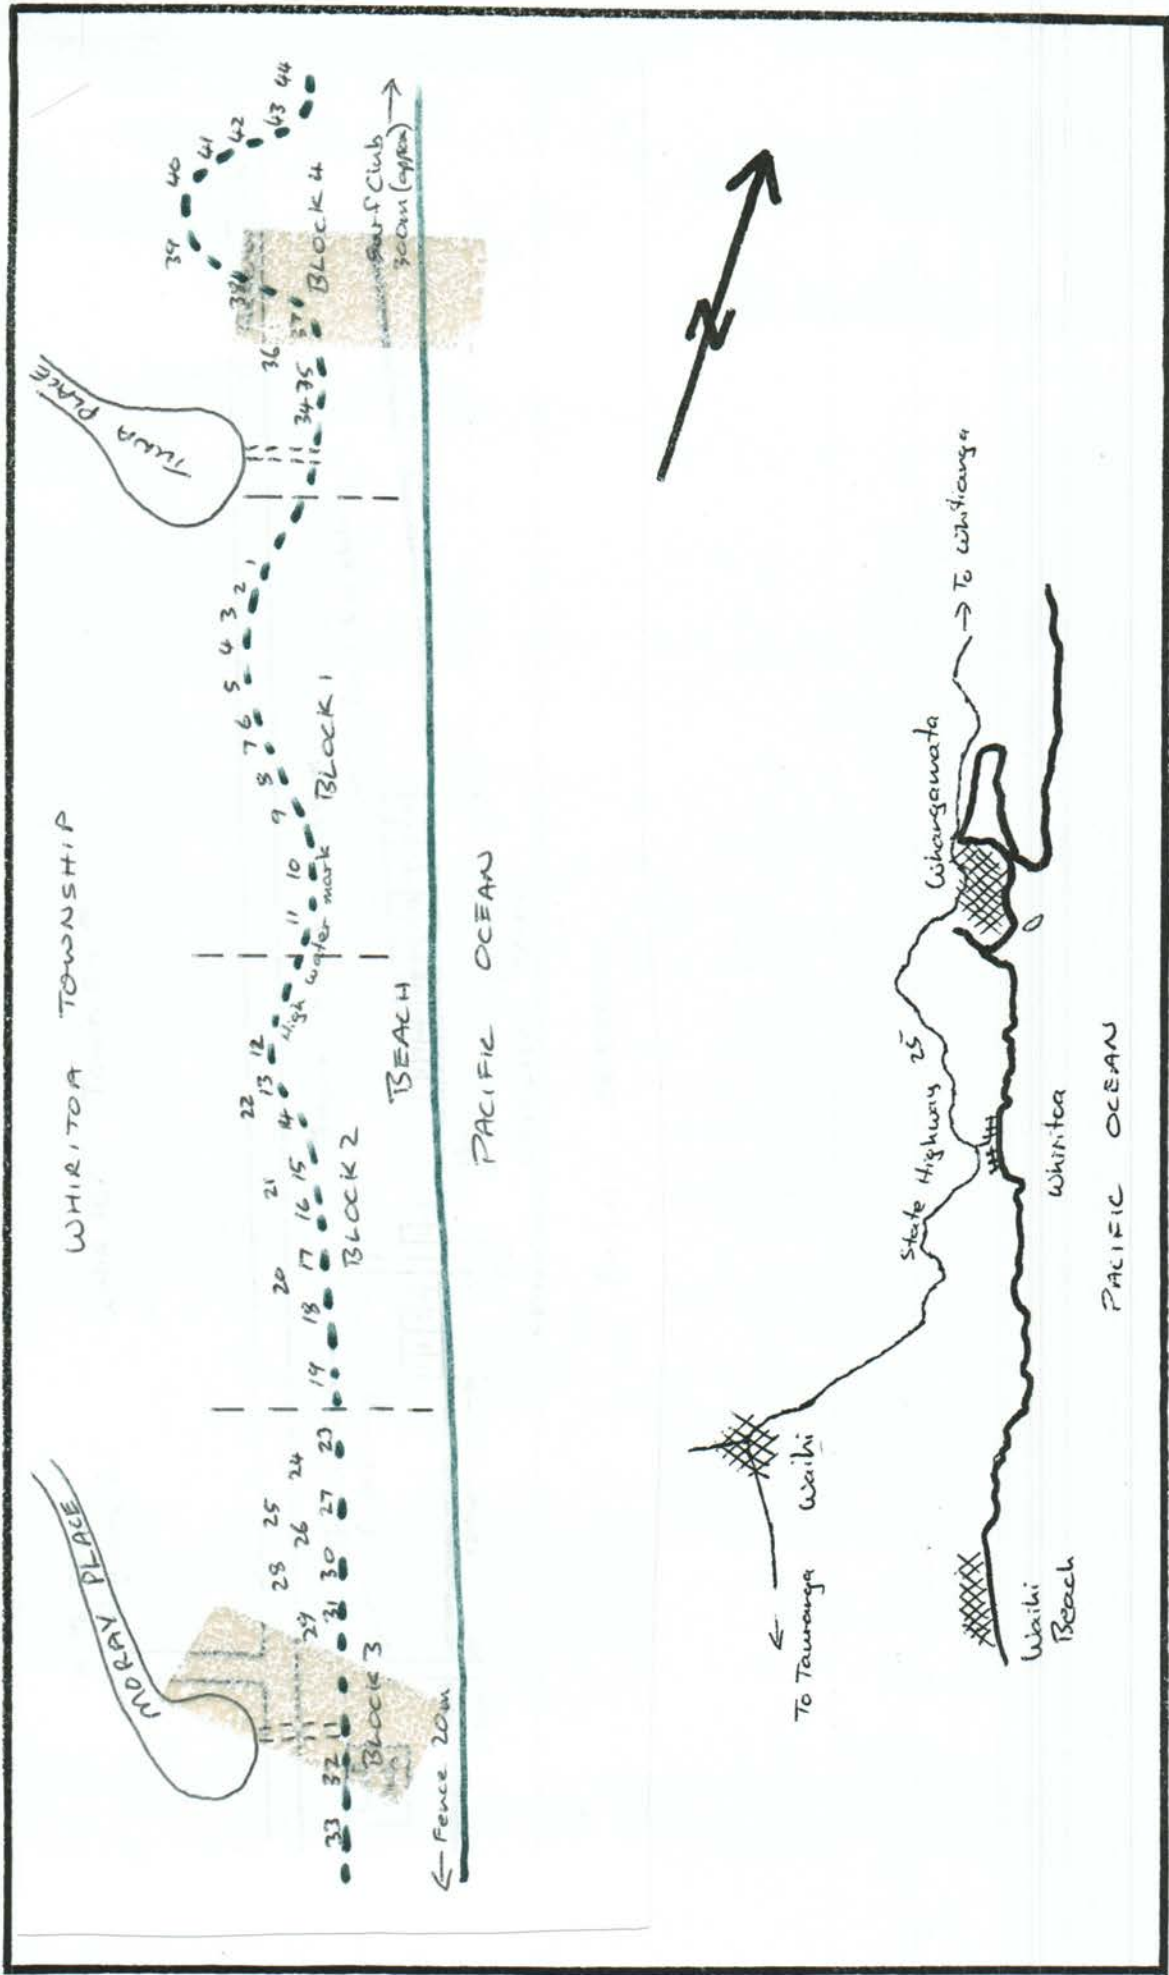 WHIRITOA TOWNSHIP
MORAY PLACE
TUNA PLACE
33 32 31 30 27 23 19 18 17 16 15 14 13 12 11 10 9 8 7 6 5 4 3 2 1
29 28 26 25 24 20 21 22
34 35 36 37 38 39 40 41 42 43 44
High water mark
BLOCK 3
BLOCK 2
BLOCK 1
BLOCK 4
← Fence 20m
BEACH
Surf Club →
300m (approx)
PACIFIC OCEAN
N
To Tauranga ←
Waihi
State Highway 25
Whangamata
→ To Whitianga
Waihi
Beach
Whiritoa
PACIFIC OCEAN